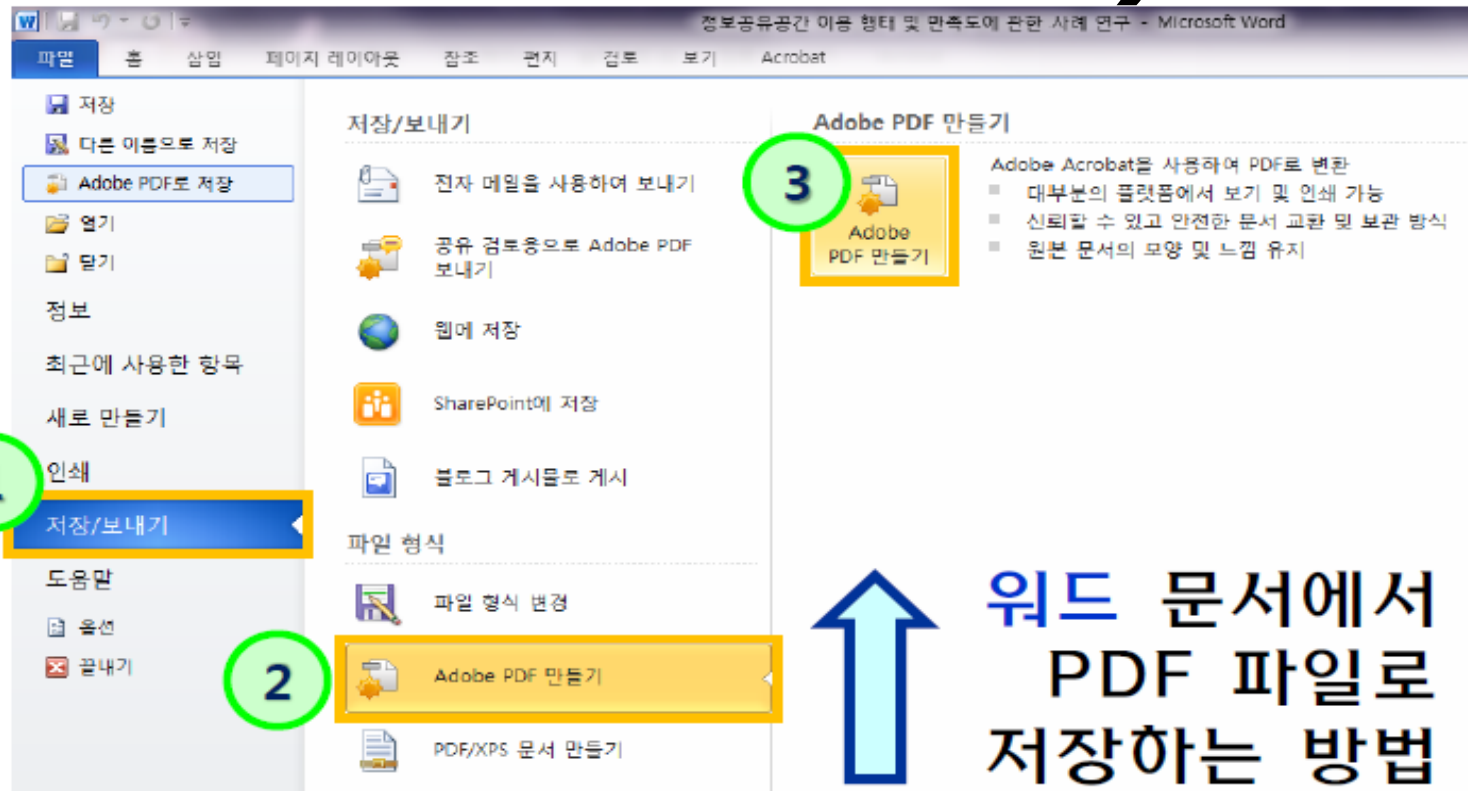 정보공유공간 이용 행태 및 만족도에 관한 사례 연구 - Microsoft Word
파일 홈 삽입 페이지 레이아웃 참조 편지 검토 보기 Acrobat
저장
다른 이름으로 저장
Adobe PDF로 저장
열기
닫기
정보
최근에 사용한 항목
새로 만들기
인쇄
저장/보내기
도움말
옵션
끝내기
저장/보내기
전자 메일을 사용하여 보내기
공유 검토용으로 Adobe PDF
보내기
웹에 저장
SharePoint에 저장
블로그 게시물로 게시
파일 형식
파일 형식 변경
2
Adobe PDF 만들기
PDF/XPS 문서 만들기
Adobe PDF 만들기
3
Adobe
PDF 만들기
Adobe Acrobat을 사용하여 PDF로 변환
대부분의 플랫폼에서 보기 및 인쇄 가능
신뢰할 수 있고 안전한 문서 교환 및 보관 방식
원본 문서의 모양 및 느낌 유지
워드 문서에서
PDF 파일로
저장하는 방법